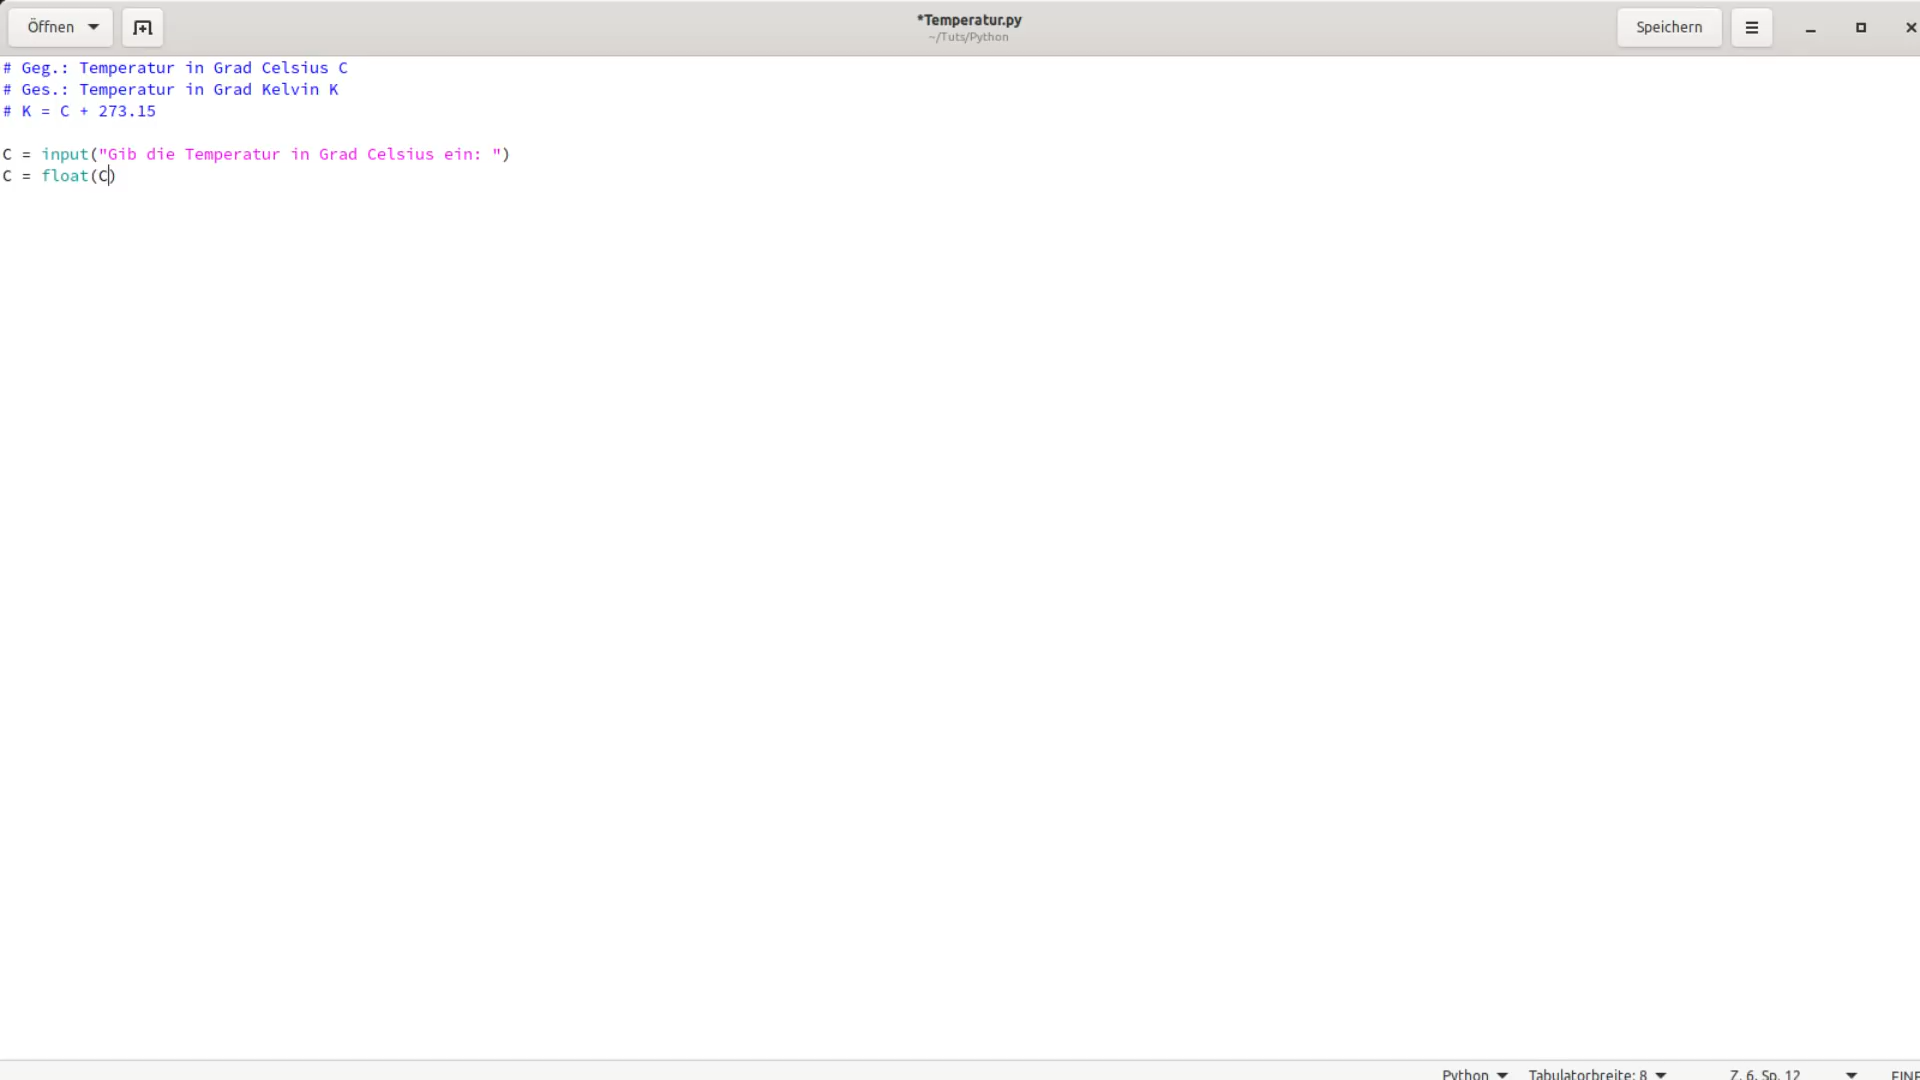 Öffnen
*Temperatur.py
~/Tuts/Python
Speichern
# Geg.: Temperatur in Grad Celsius C
# Ges.: Temperatur in Grad Kelvin K
# K = C + 273.15
C = input("Gib die Temperatur in Grad Celsius ein: ")
C = float(C)
Python
Tabulatorbreite: 8
Z. 6, Sp. 12
EINF